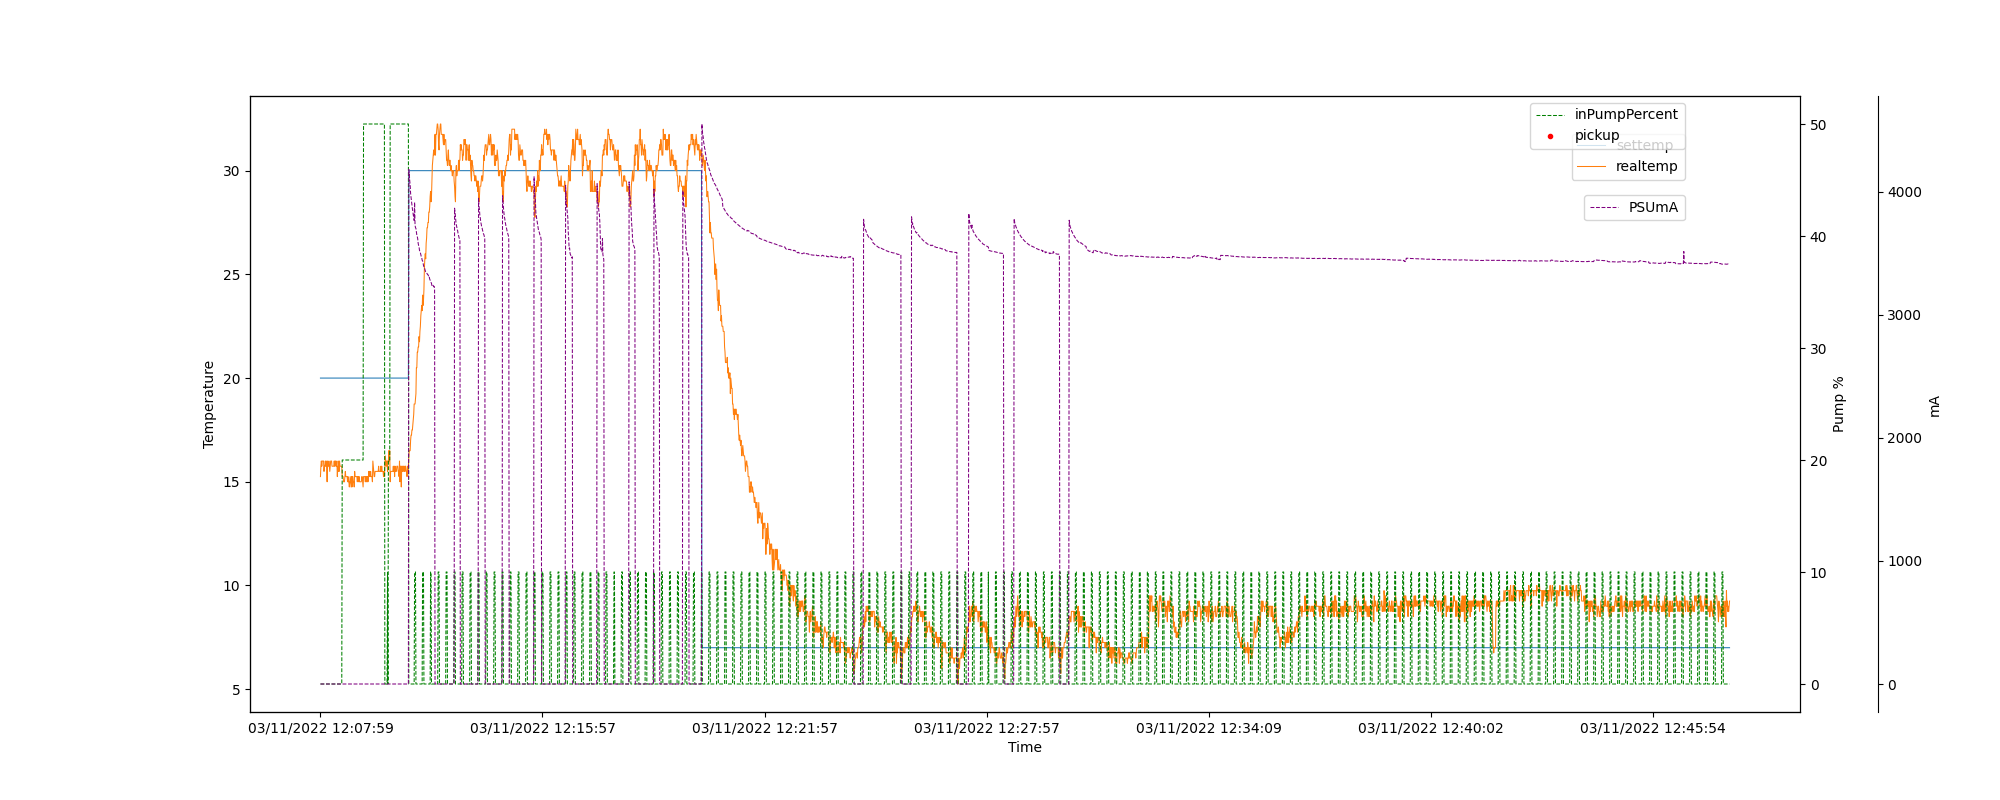 inPumpPercent
pickup
settemp
realtemp
PSUmA
Temperature
30
25
20
15
10
5
50
40
30
20
10
0
Pump %
4000
3000
2000
1000
0
mA
03/11/2022 12:07:59
03/11/2022 12:15:57
03/11/2022 12:21:57
03/11/2022 12:27:57
03/11/2022 12:34:09
03/11/2022 12:40:02
03/11/2022 12:45:54
Time